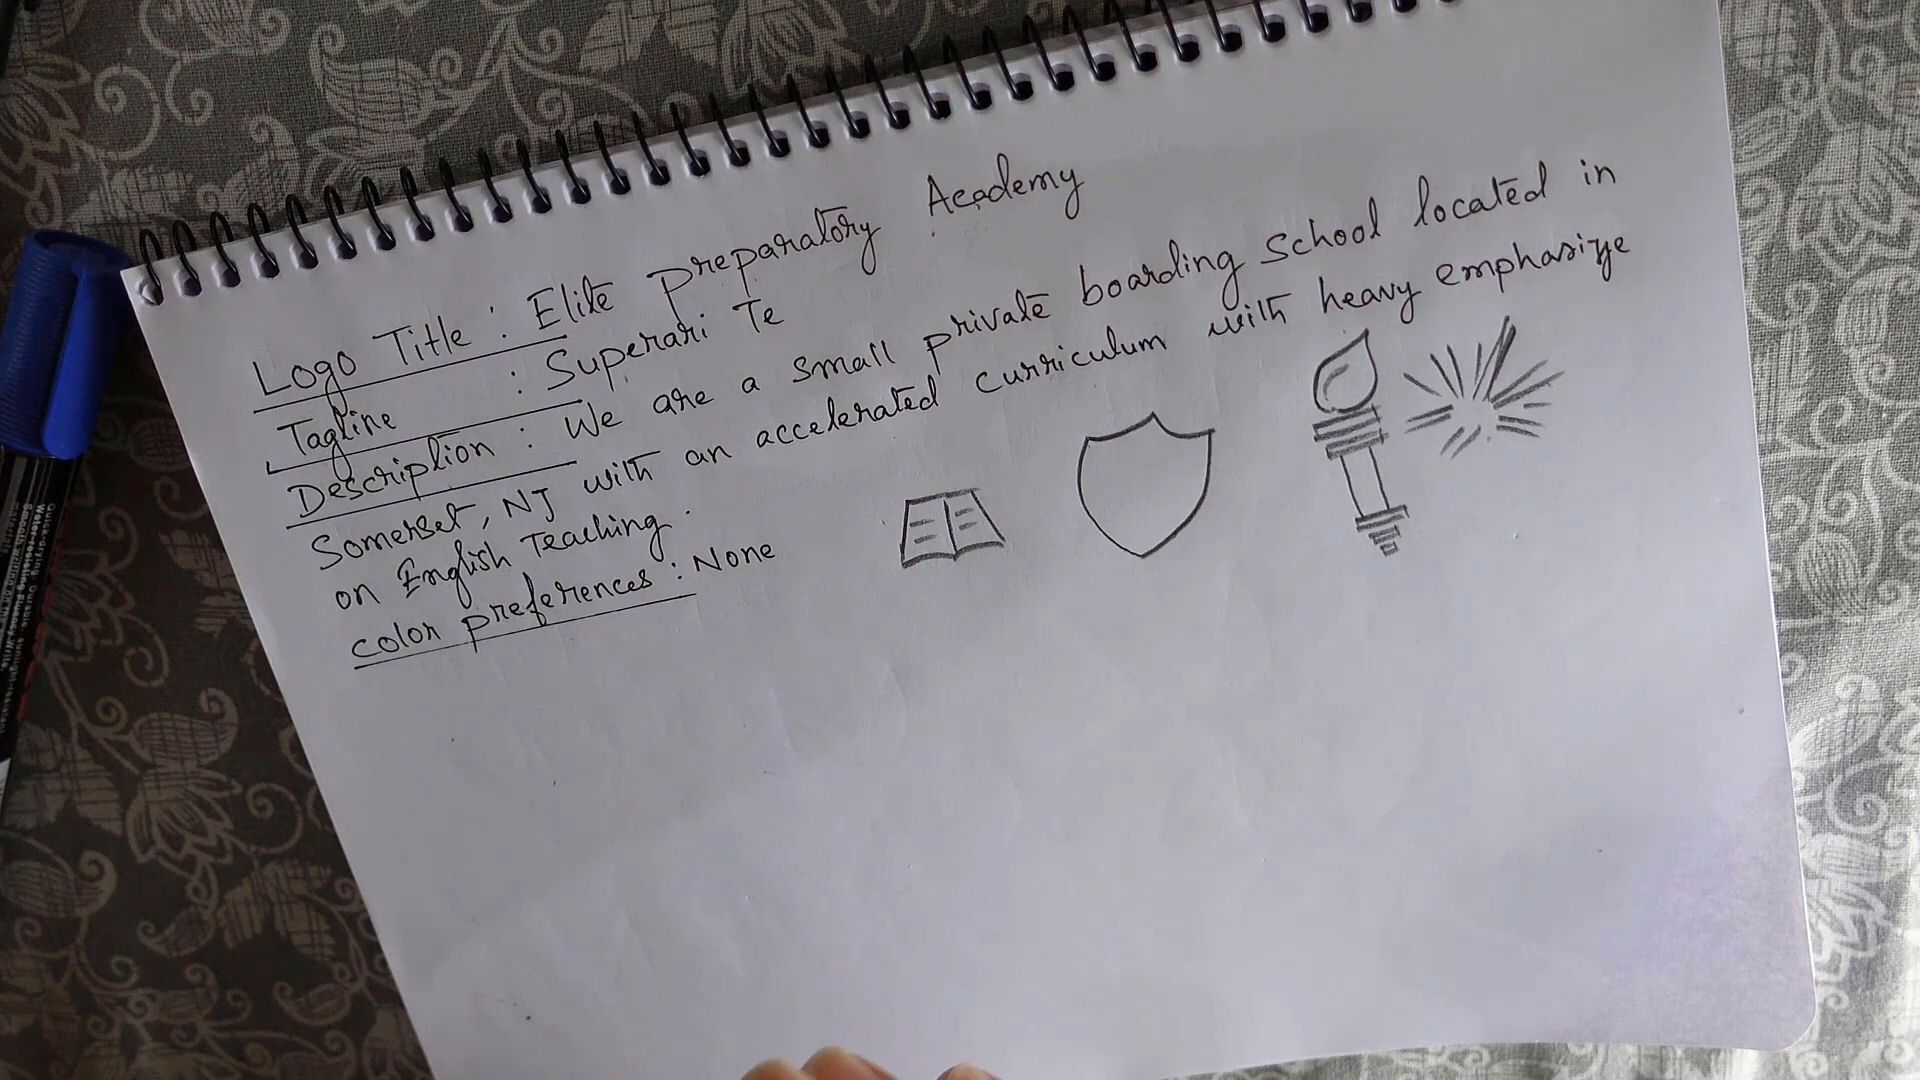 Logo Title : Elite preparatory Academy
Tagline : Superari Te
Description : We are a small private boarding school located in
Somerset, NJ with an accelerated curriculum with heavy emphasize
on English Teaching.
color preferences : None